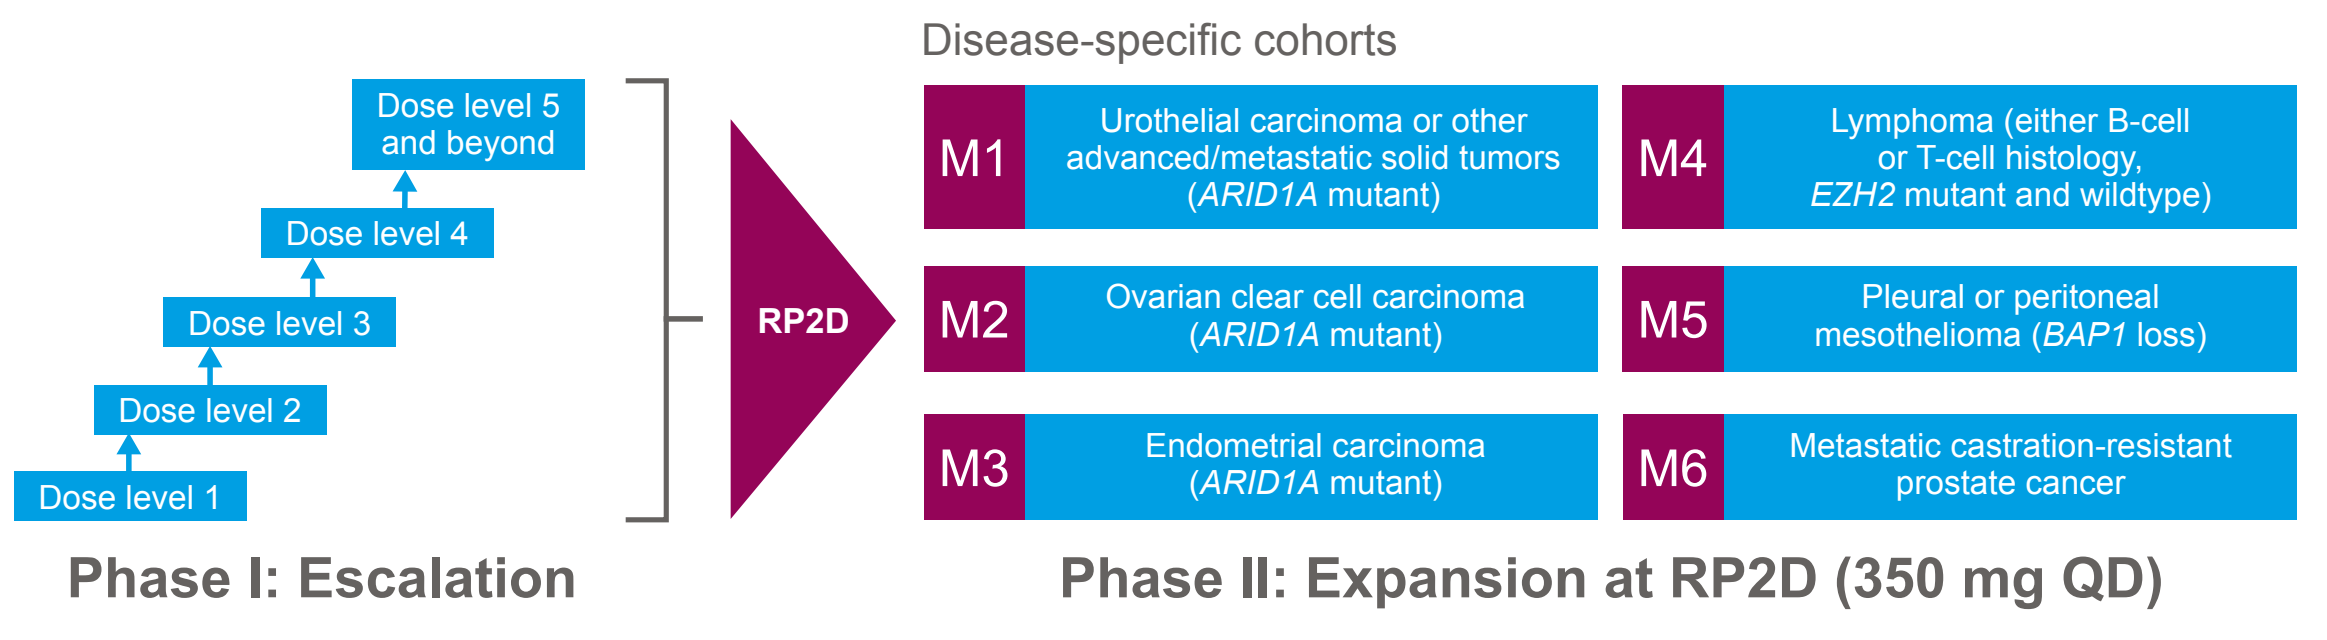 Disease-specific cohorts
Dose level 5
and beyond
Dose level 4
Dose level 3
Dose level 2
Dose level 1
RP2D
M1
Urothelial carcinoma or other
advanced/metastatic solid tumors
(ARID1A mutant)
M2
Ovarian clear cell carcinoma
(ARID1A mutant)
M3
Endometrial carcinoma
(ARID1A mutant)
M4
Lymphoma (either B-cell
or T-cell histology,
EZH2 mutant and wildtype)
M5
Pleural or peritoneal
mesothelioma (BAP1 loss)
M6
Metastatic castration-resistant
prostate cancer
Phase I: Escalation
Phase II: Expansion at RP2D (350 mg QD)